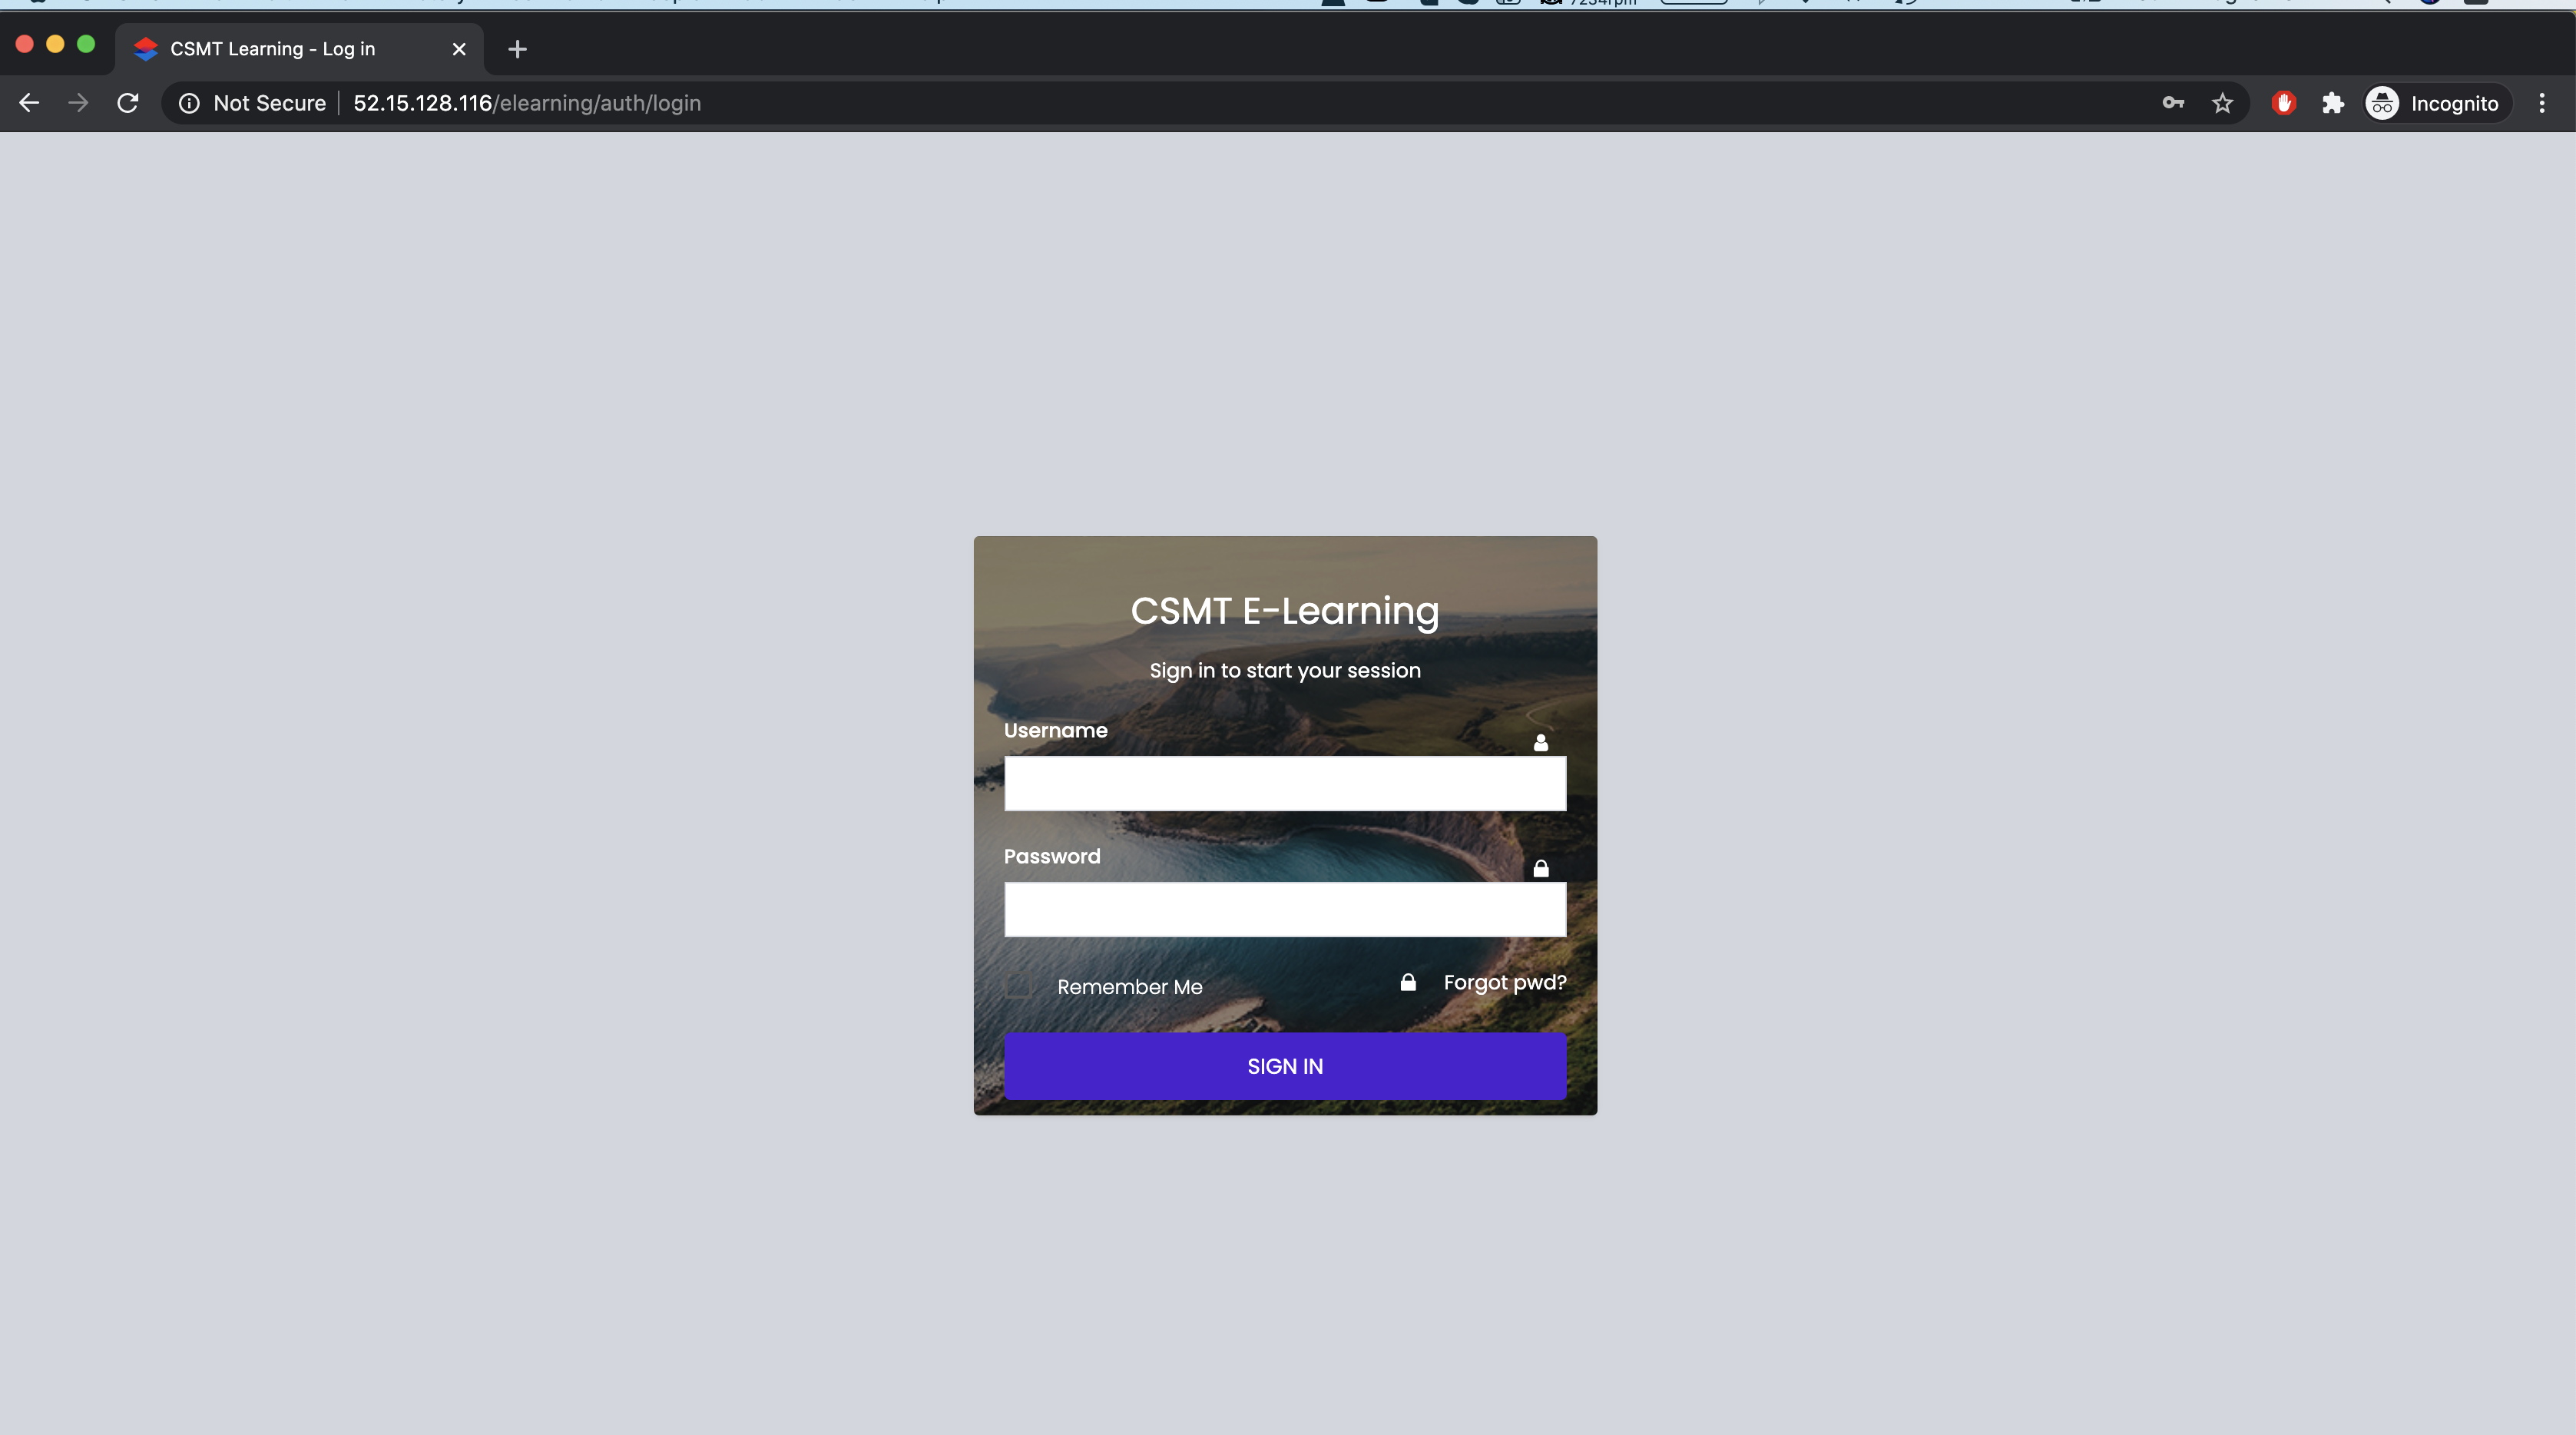 7234rpm
CSMT Learning - Log in
Not Secure
52.15.128.116/elearning/auth/login
Incognito
CSMT E-Learning
Sign in to start your session
Username
Password
Remember Me
Forgot pwd?
SIGN IN